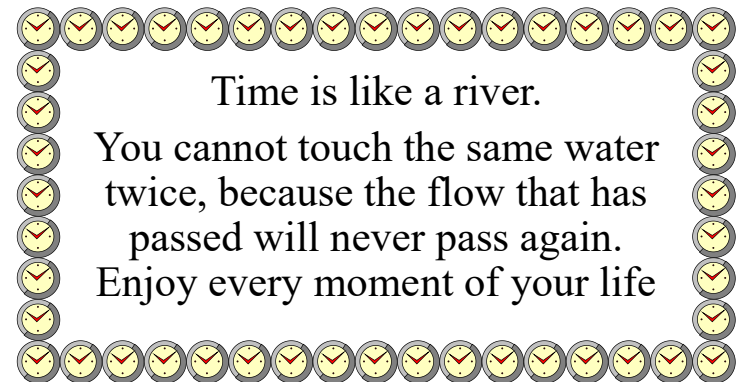 Time is like a river.
You cannot touch the same water
twice, because the flow that has
passed will never pass again.
Enjoy every moment of your life